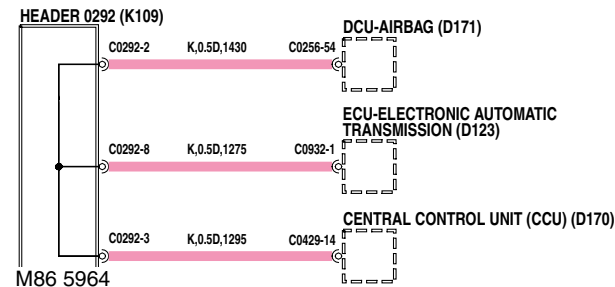 HEADER 0292 (K109)
DCU-AIRBAG (D171)
C0292-2 K,0.5D,1430 C0256-54
ECU-ELECTRONIC AUTOMATIC
TRANSMISSION (D123)
C0292-8 K,0.5D,1275 C0932-1
CENTRAL CONTROL UNIT (CCU) (D170)
C0292-3 K,0.5D,1295 C0429-14
M86 5964